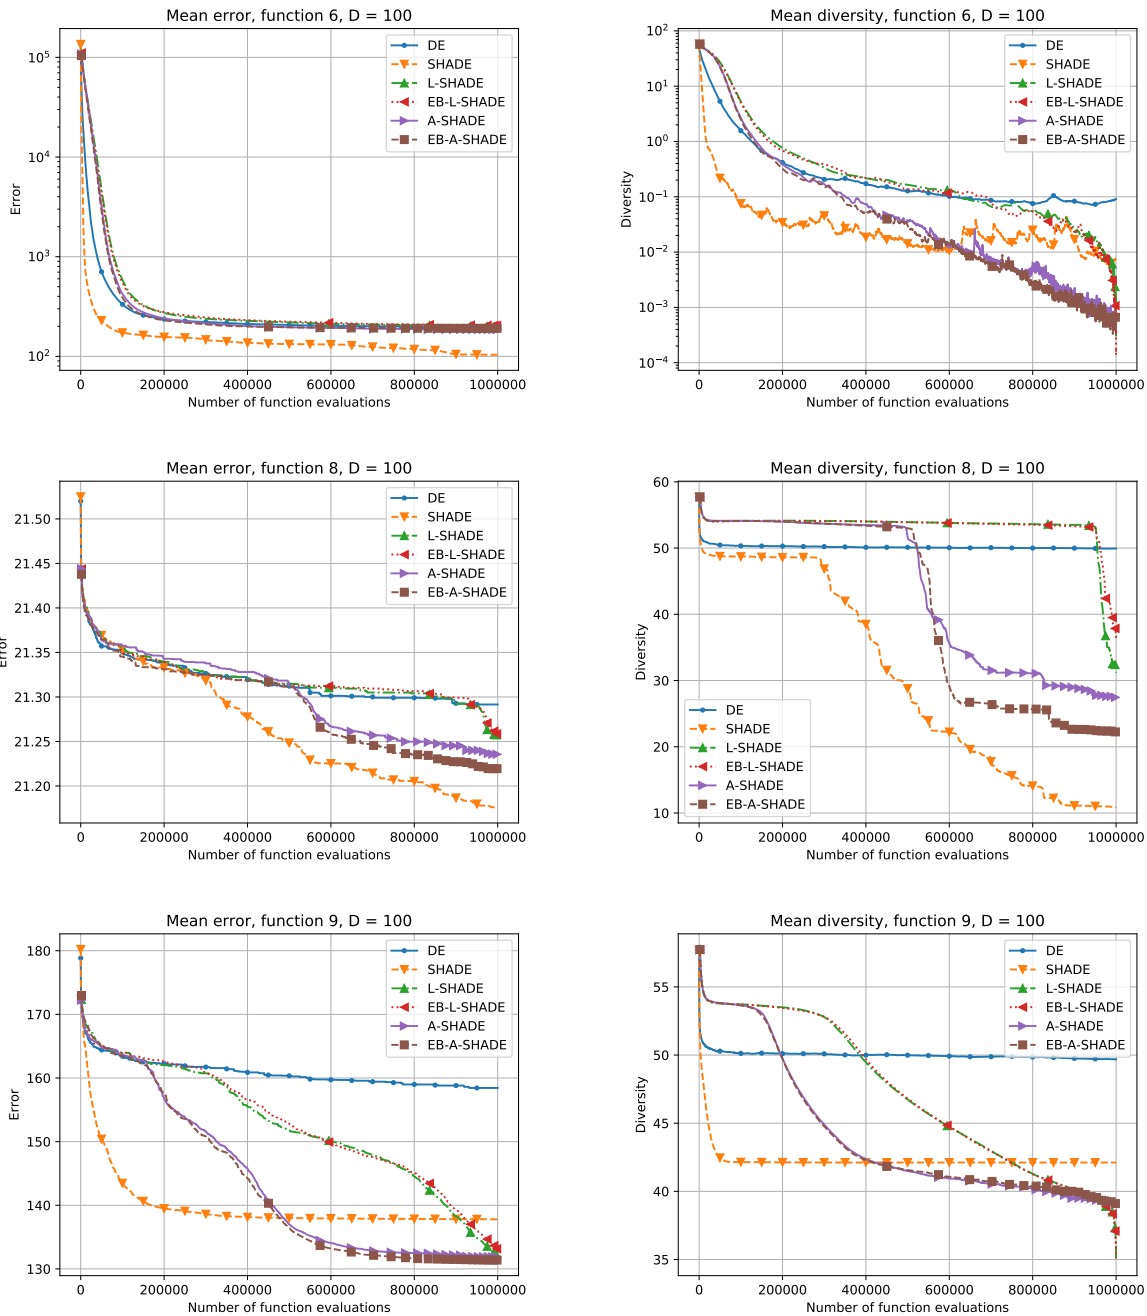 Mean error, function 6, D = 100
10^5
10^4
10^3
10^2
Error
0 200000 400000 600000 800000 1000000
Number of function evaluations
DE
SHADE
L-SHADE
EB-L-SHADE
A-SHADE
EB-A-SHADE
Mean diversity, function 6, D = 100
10^2
10^1
10^0
10^−1
10^−2
10^−3
10^−4
Diversity
0 200000 400000 600000 800000 1000000
Number of function evaluations
DE
SHADE
L-SHADE
EB-L-SHADE
A-SHADE
EB-A-SHADE
Mean error, function 8, D = 100
21.50
21.45
21.40
21.35
21.30
21.25
21.20
Error
0 200000 400000 600000 800000 1000000
Number of function evaluations
DE
SHADE
L-SHADE
EB-L-SHADE
A-SHADE
EB-A-SHADE
Mean diversity, function 8, D = 100
60
50
40
30
20
10
Diversity
0 200000 400000 600000 800000 1000000
Number of function evaluations
DE
SHADE
L-SHADE
EB-L-SHADE
A-SHADE
EB-A-SHADE
Mean error, function 9, D = 100
180
170
160
150
140
130
Error
0 200000 400000 600000 800000 1000000
Number of function evaluations
DE
SHADE
L-SHADE
EB-L-SHADE
A-SHADE
EB-A-SHADE
Mean diversity, function 9, D = 100
55
50
45
40
35
Diversity
0 200000 400000 600000 800000 1000000
Number of function evaluations
DE
SHADE
L-SHADE
EB-L-SHADE
A-SHADE
EB-A-SHADE